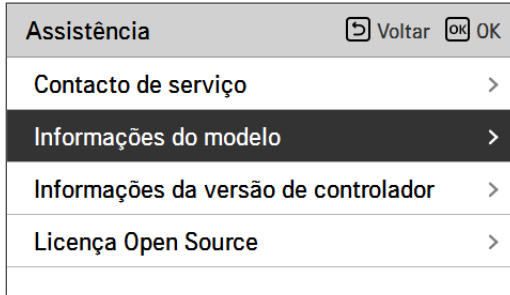 Assistência Voltar OK OK
Contacto de serviço >
Informações do modelo >
Informações da versão de controlador >
Licença Open Source >